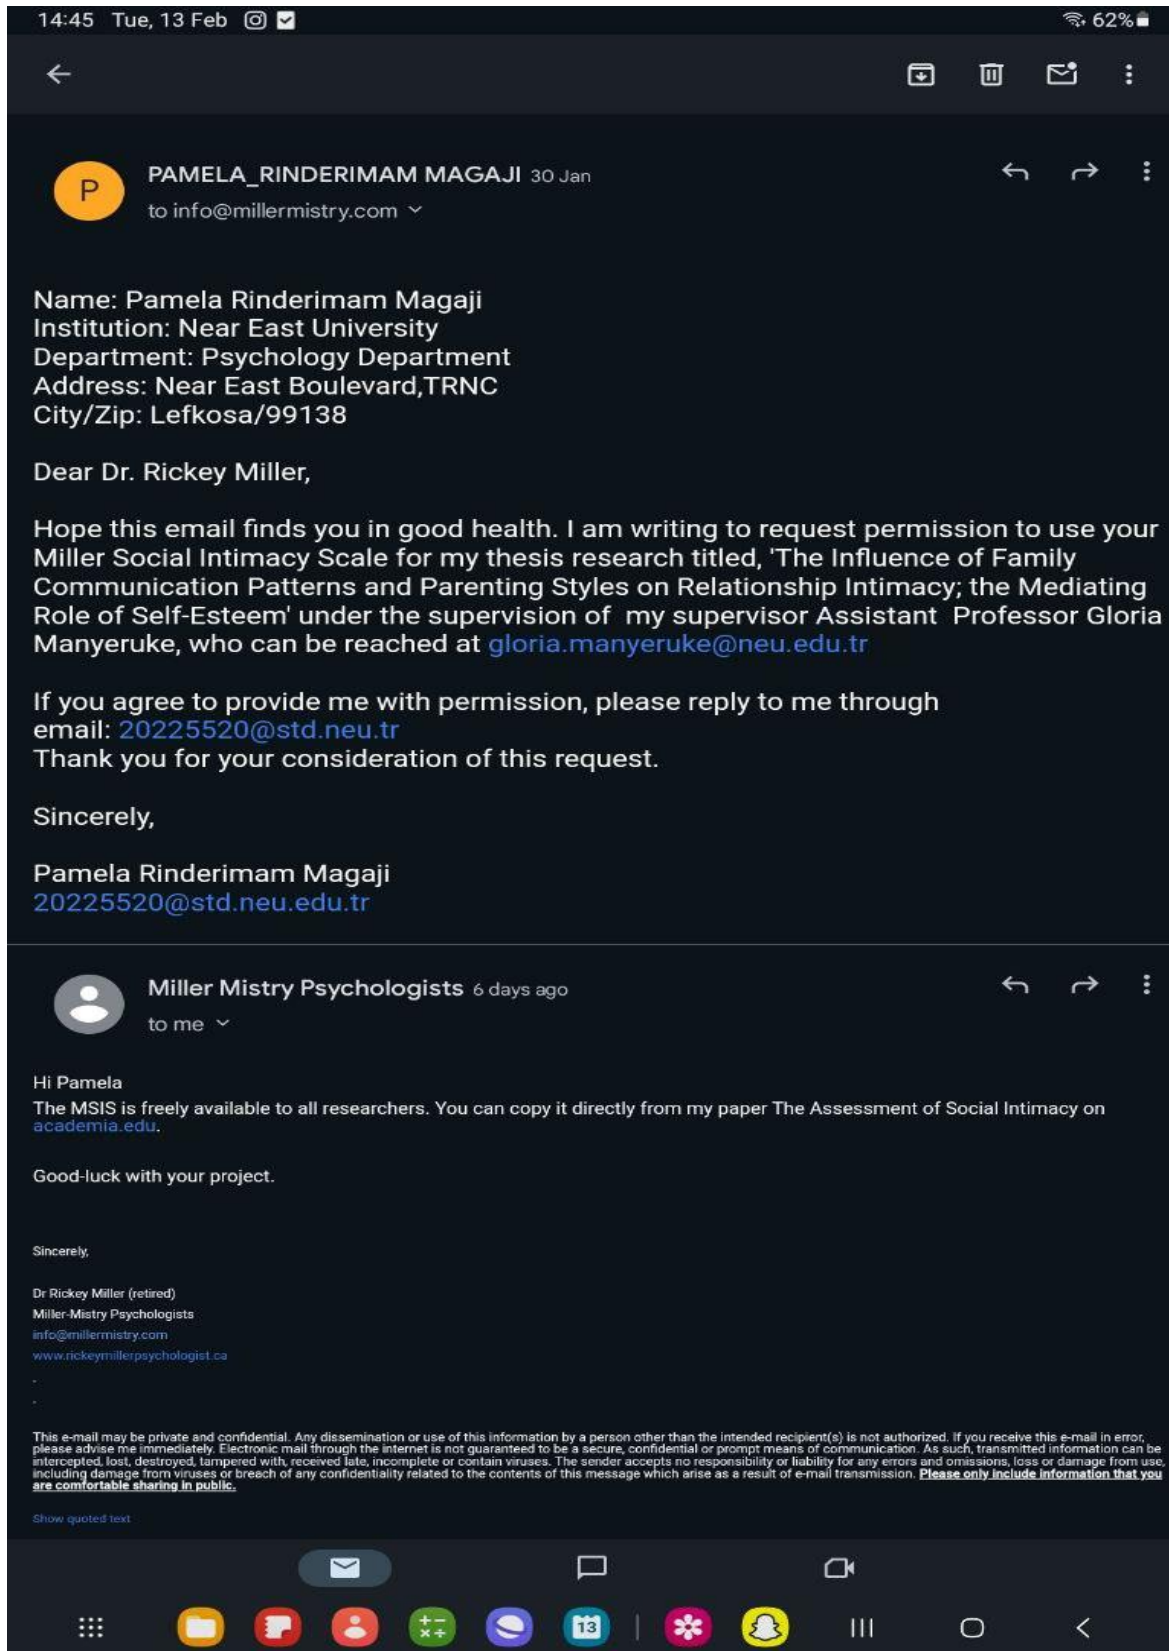 14:45 Tue, 13 Feb
62%
P
PAMELA_RINDERIMAM MAGAJI 30 Jan
to info@millermistry.com
Name: Pamela Rinderimam Magaji
Institution: Near East University
Department: Psychology Department
Address: Near East Boulevard,TRNC
City/Zip: Lefkosa/99138
Dear Dr. Rickey Miller,
Hope this email finds you in good health. I am writing to request permission to use your
Miller Social Intimacy Scale for my thesis research titled, 'The Influence of Family
Communication Patterns and Parenting Styles on Relationship Intimacy; the Mediating
Role of Self-Esteem' under the supervision of my supervisor Assistant Professor Gloria
Manyeruke, who can be reached at gloria.manyeruke@neu.edu.tr
If you agree to provide me with permission, please reply to me through
email: 20225520@std.neu.tr
Thank you for your consideration of this request.
Sincerely,
Pamela Rinderimam Magaji
20225520@std.neu.edu.tr
Miller Mistry Psychologists 6 days ago
to me
Hi Pamela
The MSIS is freely available to all researchers. You can copy it directly from my paper The Assessment of Social Intimacy on
academia.edu.
Good-luck with your project.
Sincerely,
Dr Rickey Miller (retired)
Miller-Mistry Psychologists
info@millermistry.com
www.rickeymillerpsychologist.ca
.
.
This e-mail may be private and confidential. Any dissemination or use of this information by a person other than the intended recipient(s) is not authorized. If you receive this e-mail in error,
please advise me immediately. Electronic mail through the internet is not guaranteed to be a secure, confidential or prompt means of communication. As such, transmitted information can be
intercepted, lost, destroyed, tampered with, received late, incomplete or contain viruses. The sender accepts no responsibility or liability for any errors and omissions, loss or damage from use,
including damage from viruses or breach of any confidentiality related to the contents of this message which arise as a result of e-mail transmission. Please only include information that you
are comfortable sharing in public.
Show quoted text
13